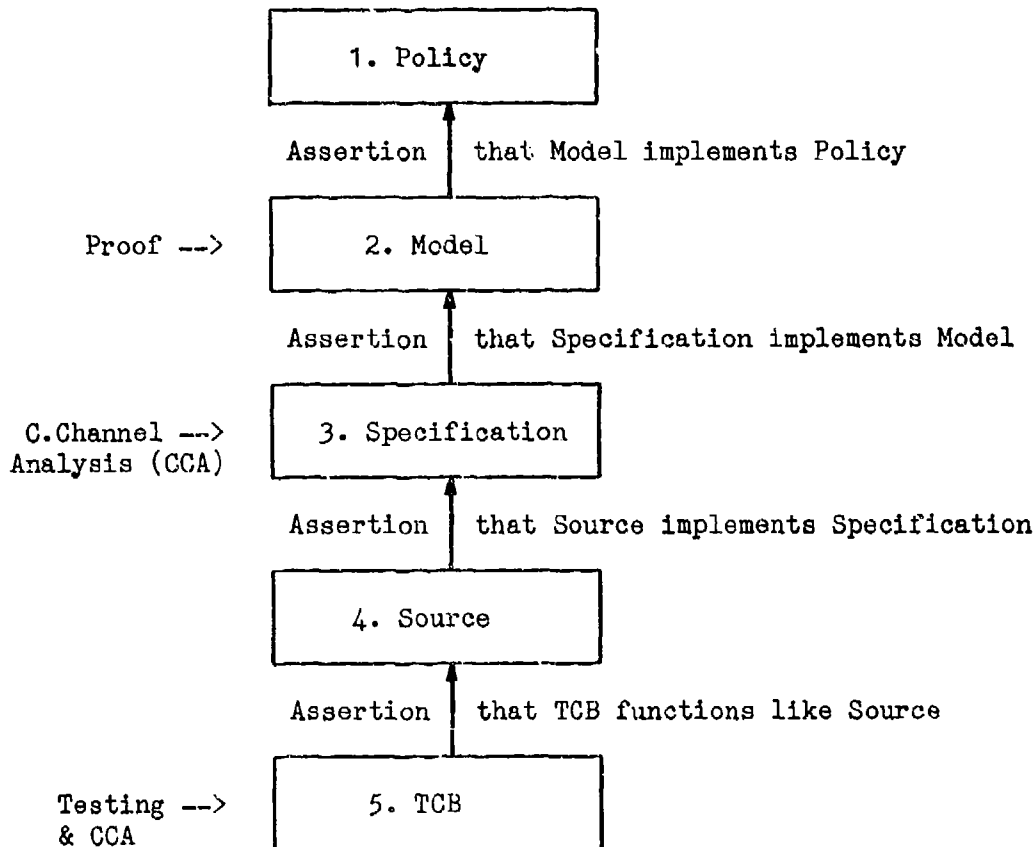 1. Policy
Assertion that Model implements Policy
Proof -->
2. Model
Assertion that Specification implements Model
C.Channel -->
Analysis (CCA)
3. Specification
Assertion that Source implements Specification
4. Source
Assertion that TCB functions like Source
Testing -->
& CCA
5. TCB